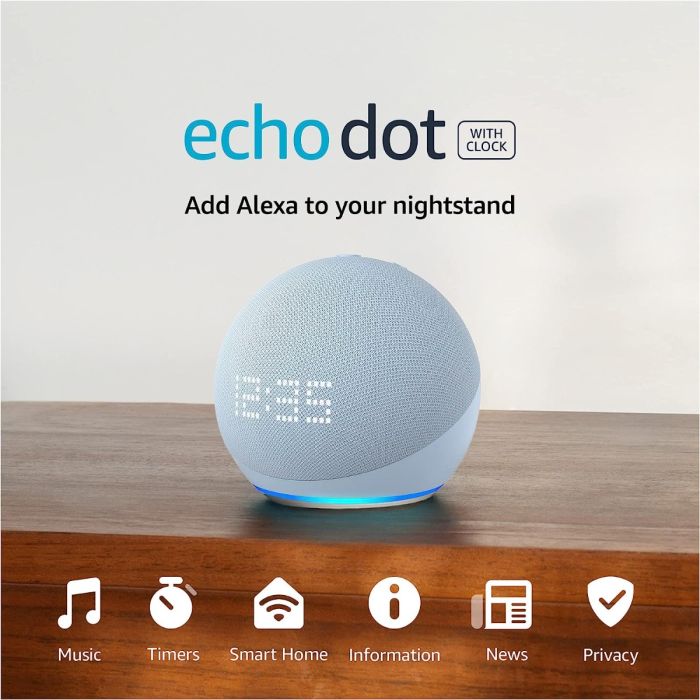 echo dot WITH
CLOCK
Add Alexa to your nightstand
12:35
Music Timers Smart Home Information News Privacy